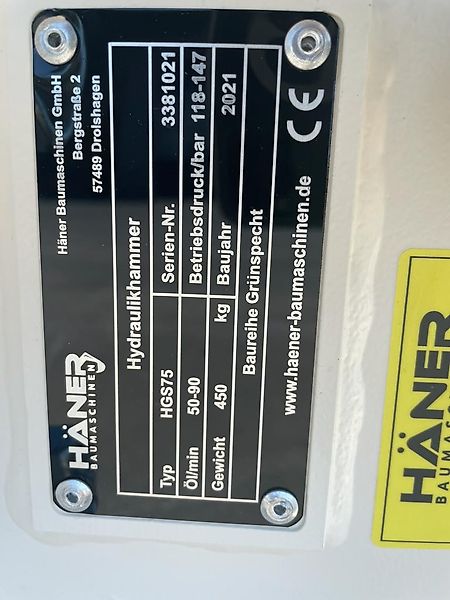 HÄNER
BAUMASCHINEN
Häner Baumaschinen GmbH
Bergstraße 2
57489 Drolshagen
Hydraulikhammer
Typ HGS75 Serien-Nr. 3381021
Öl/min 50-90 Betriebsdruck/bar 118-147
Gewicht 450 kg Baujahr 2021
Baureihe Grünspecht
www.haener-baumaschinen.de
CE
HÄNER
BAUMASCHINEN